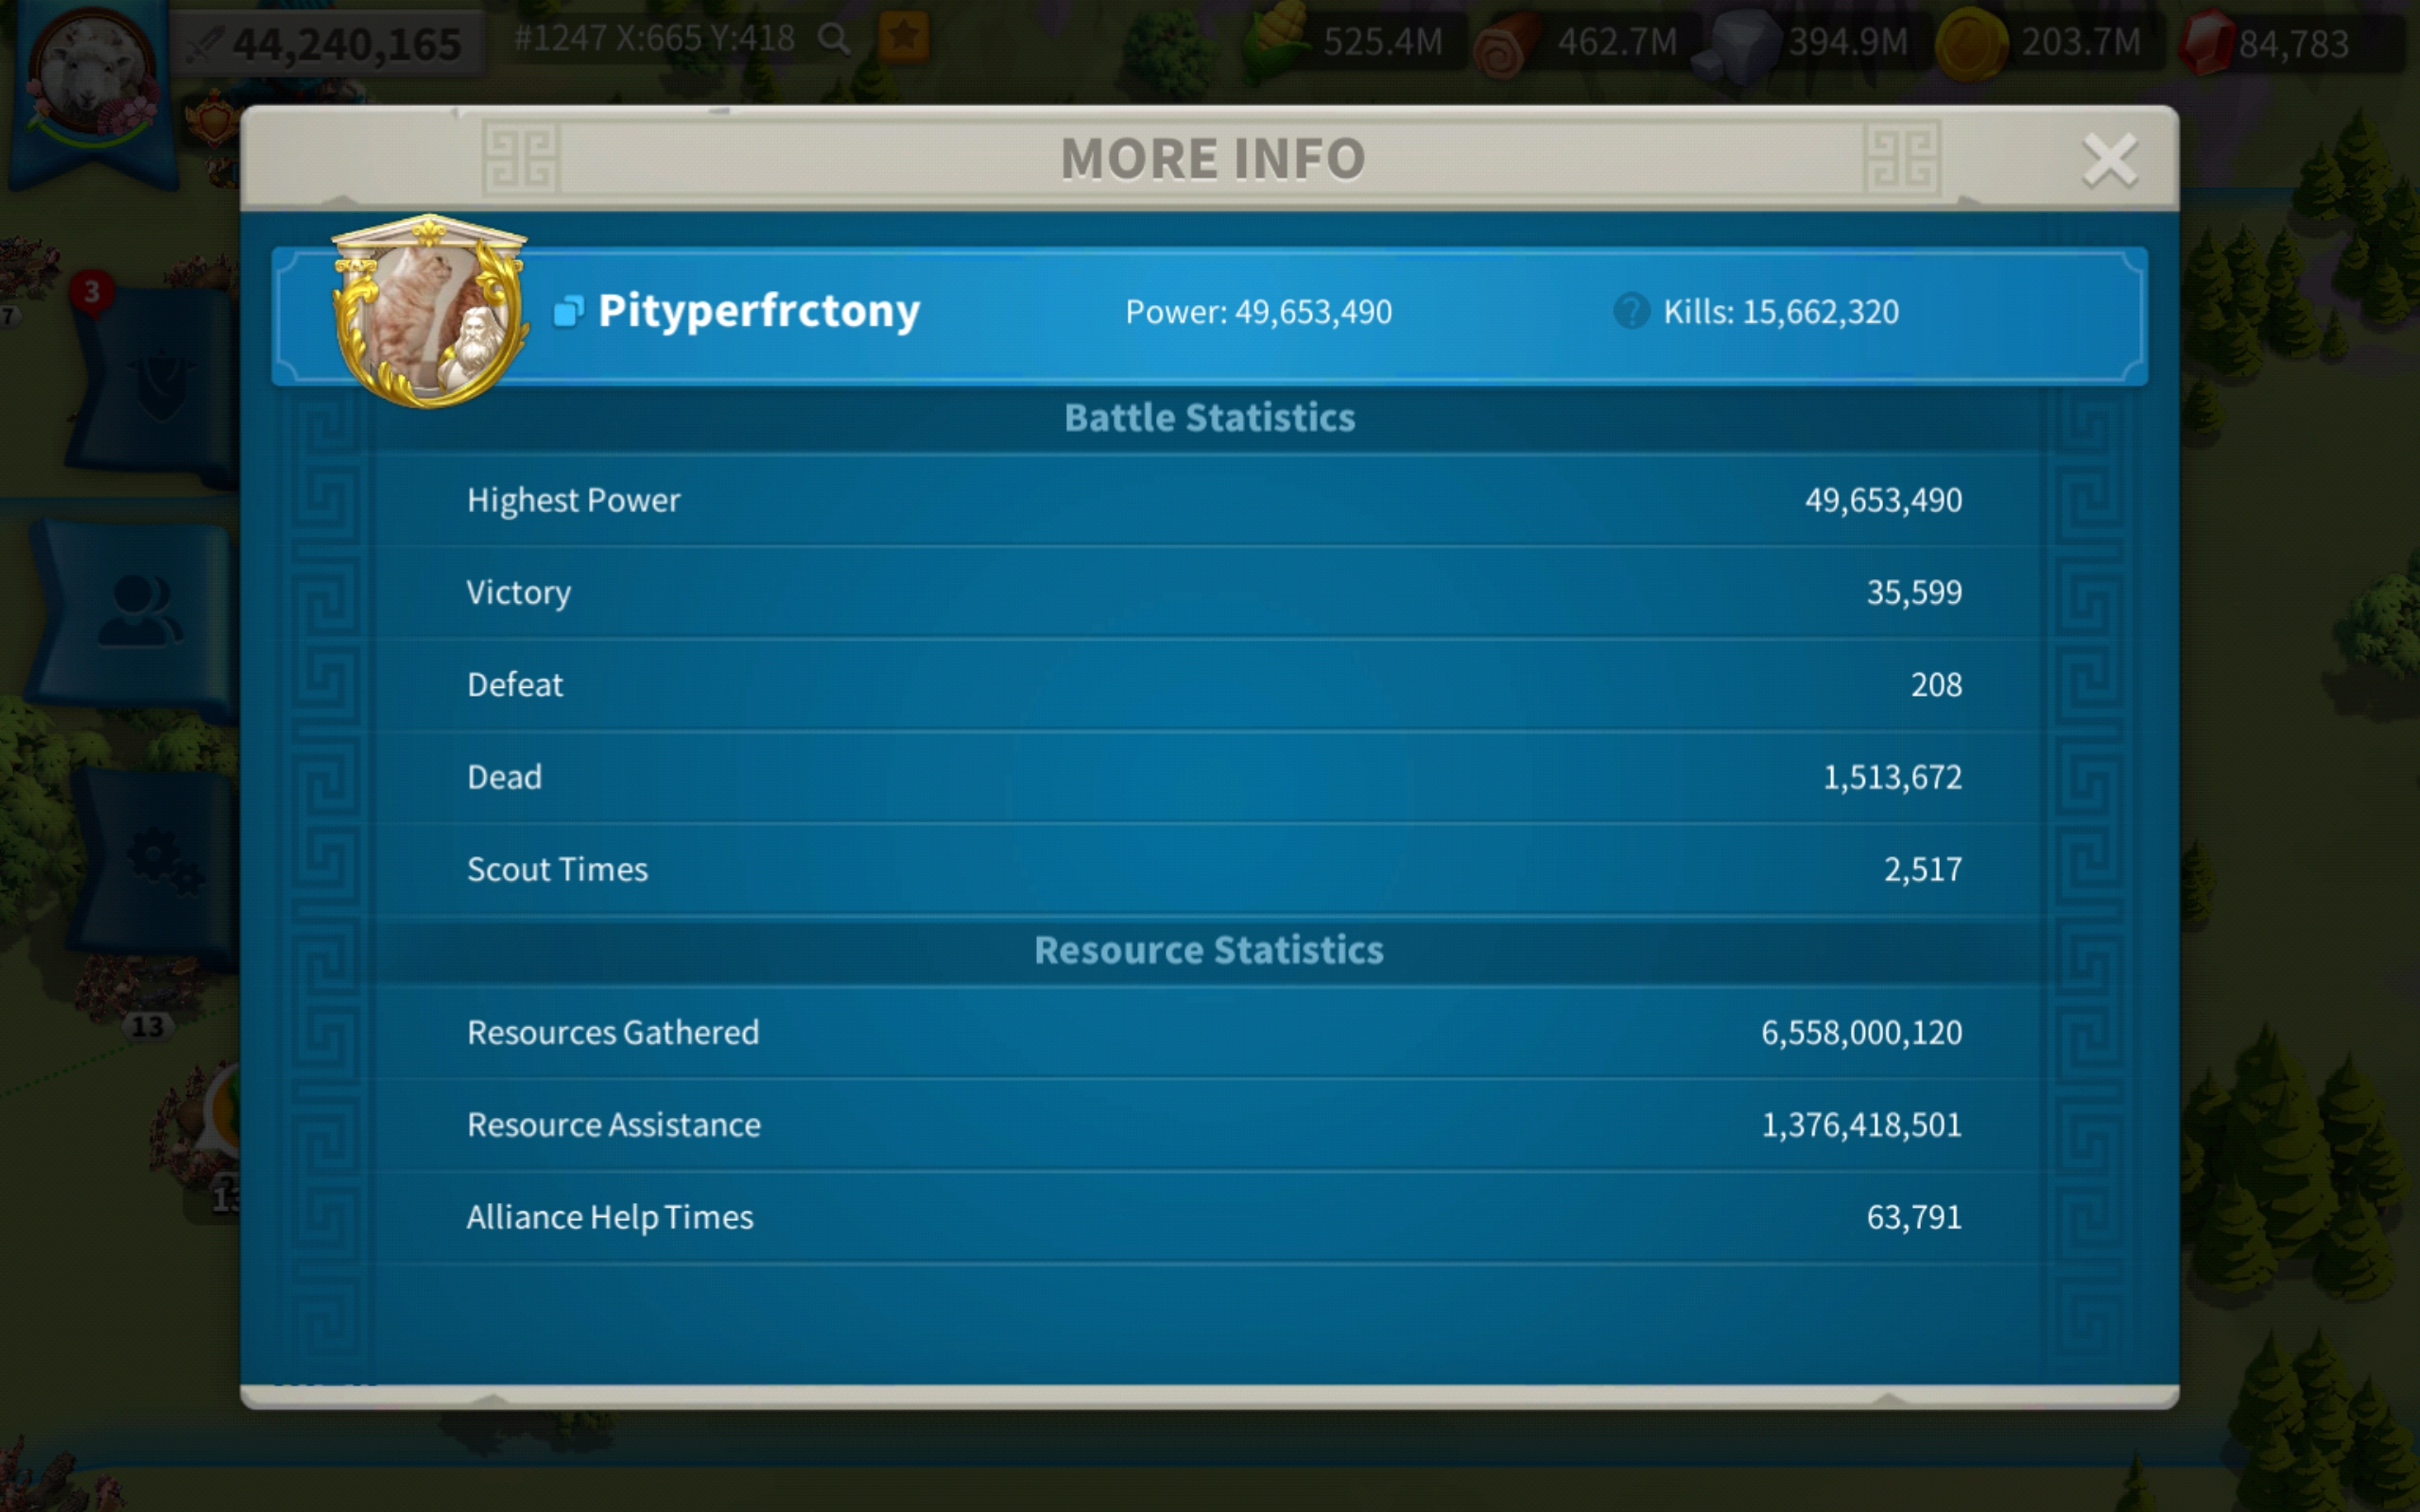 44,240,165 #1247 X:665 Y:418 525.4M 462.7M 394.9M 203.7M 84,783
MORE INFO
Pityperfrctony Power: 49,653,490 ? Kills: 15,662,320
3
7
Battle Statistics
Highest Power 49,653,490
Victory 35,599
Defeat 208
Dead 1,513,672
Scout Times 2,517
Resource Statistics
Resources Gathered 6,558,000,120
13
Resource Assistance 1,376,418,501
Alliance Help Times 63,791